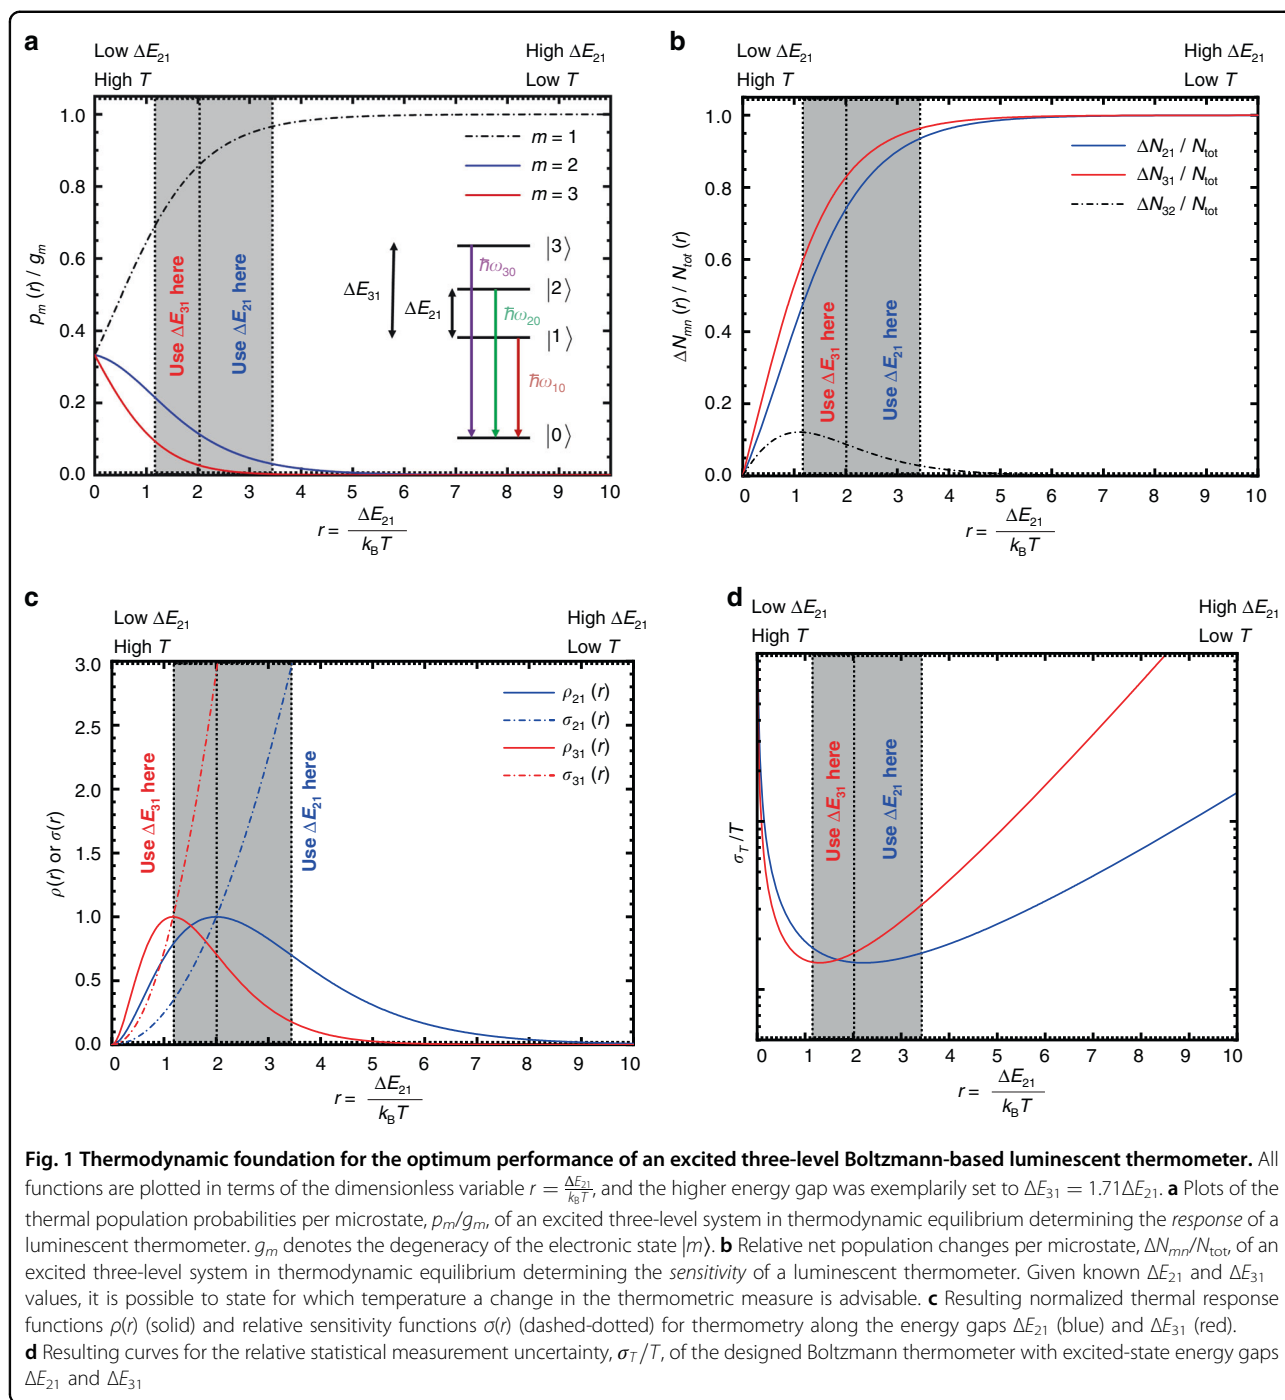 a
Low ΔE21
High ΔE21
High T
Low T
1.0
0.8
0.6
0.4
0.2
0.0
pm (r) / gm
m = 1
m = 2
m = 3
Use ΔE31 here
Use ΔE21 here
ΔE31
ΔE21
|3⟩
ħω30
|2⟩
ħω20
|1⟩
ħω10
|0⟩
0 1 2 3 4 5 6 7 8 9 10
r = ΔE21 / kBT
b
Low ΔE21
High ΔE21
High T
Low T
1.0
0.8
0.6
0.4
0.2
0.0
ΔNmn(r) / Ntot (r)
ΔN21 / Ntot
ΔN31 / Ntot
ΔN32 / Ntot
Use ΔE31 here
Use ΔE21 here
0 1 2 3 4 5 6 7 8 9 10
r = ΔE21 / kBT
c
Low ΔE21
High ΔE21
High T
Low T
3.0
2.5
2.0
1.5
1.0
0.5
0.0
ρ(r) or σ(r)
ρ21 (r)
σ21 (r)
ρ31 (r)
σ31 (r)
Use ΔE31 here
Use ΔE21 here
0 1 2 3 4 5 6 7 8 9 10
r = ΔE21 / kBT
d
Low ΔE21
High ΔE21
High T
Low T
σT/T
Use ΔE31 here
Use ΔE21 here
0 1 2 3 4 5 6 7 8 9 10
r = ΔE21 / kBT
Fig. 1 Thermodynamic foundation for the optimum performance of an excited three-level Boltzmann-based luminescent thermometer. All
functions are plotted in terms of the dimensionless variable r = ΔE21/kBT, and the higher energy gap was exemplarily set to ΔE31 = 1.71ΔE21. a Plots of the
thermal population probabilities per microstate, pm/gm, of an excited three-level system in thermodynamic equilibrium determining the response of a
luminescent thermometer. gm denotes the degeneracy of the electronic state |m⟩. b Relative net population changes per microstate, ΔNmn/Ntot, of an
excited three-level system in thermodynamic equilibrium determining the sensitivity of a luminescent thermometer. Given known ΔE21 and ΔE31
values, it is possible to state for which temperature a change in the thermometric measure is advisable. c Resulting normalized thermal response
functions ρ(r) (solid) and relative sensitivity functions σ(r) (dashed-dotted) for thermometry along the energy gaps ΔE21 (blue) and ΔE31 (red).
d Resulting curves for the relative statistical measurement uncertainty, σT/T, of the designed Boltzmann thermometer with excited-state energy gaps
ΔE21 and ΔE31